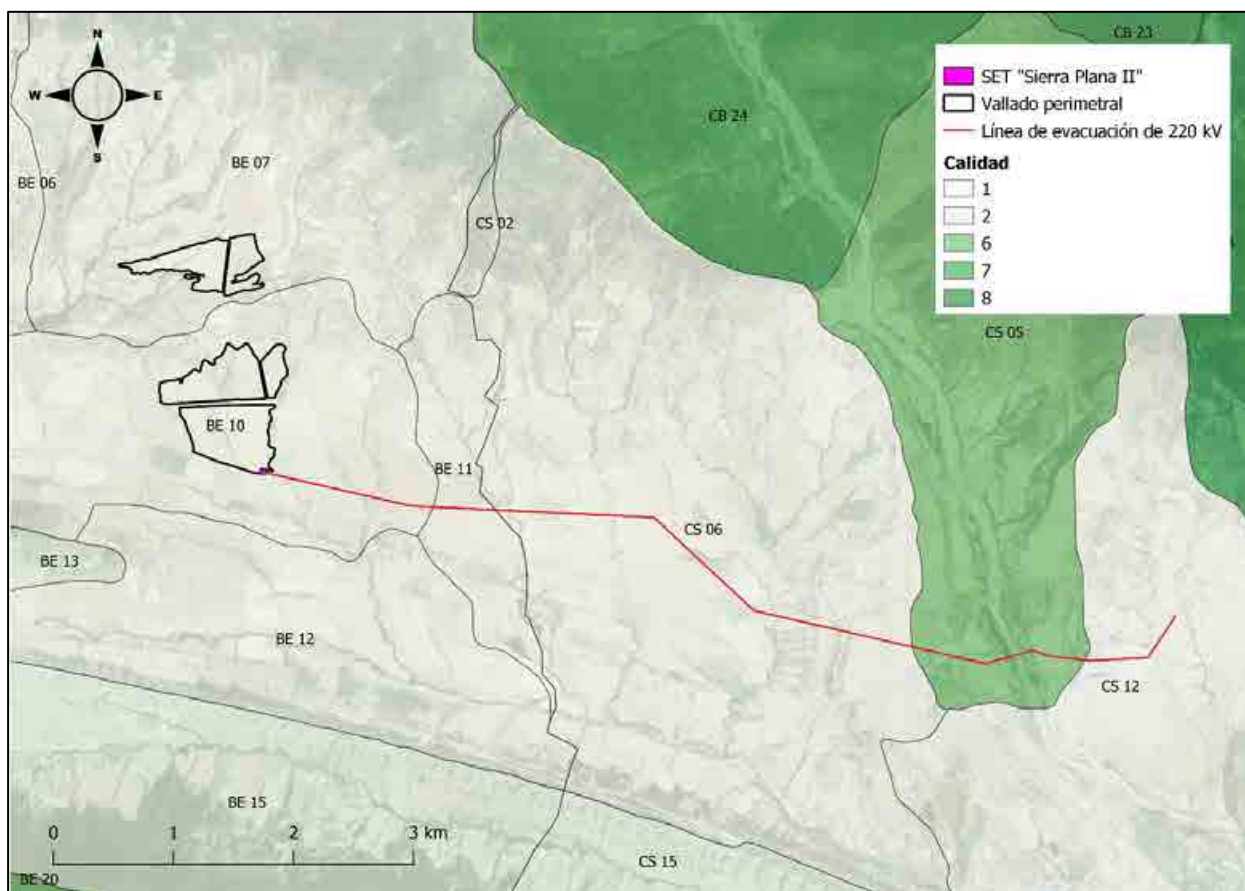 N
W
E
S
SET "Sierra Plana II"
Vallado perimetral
Línea de evacuación de 220 kV
Calidad
1
2
6
7
8
CB 23
CB 24
BE 07
BE 06
CS 02
CS 05
BE 10
BE 11
CS 06
BE 13
BE 12
CS 12
BE 15
CS 15
BE 20
0
1
2
3 km